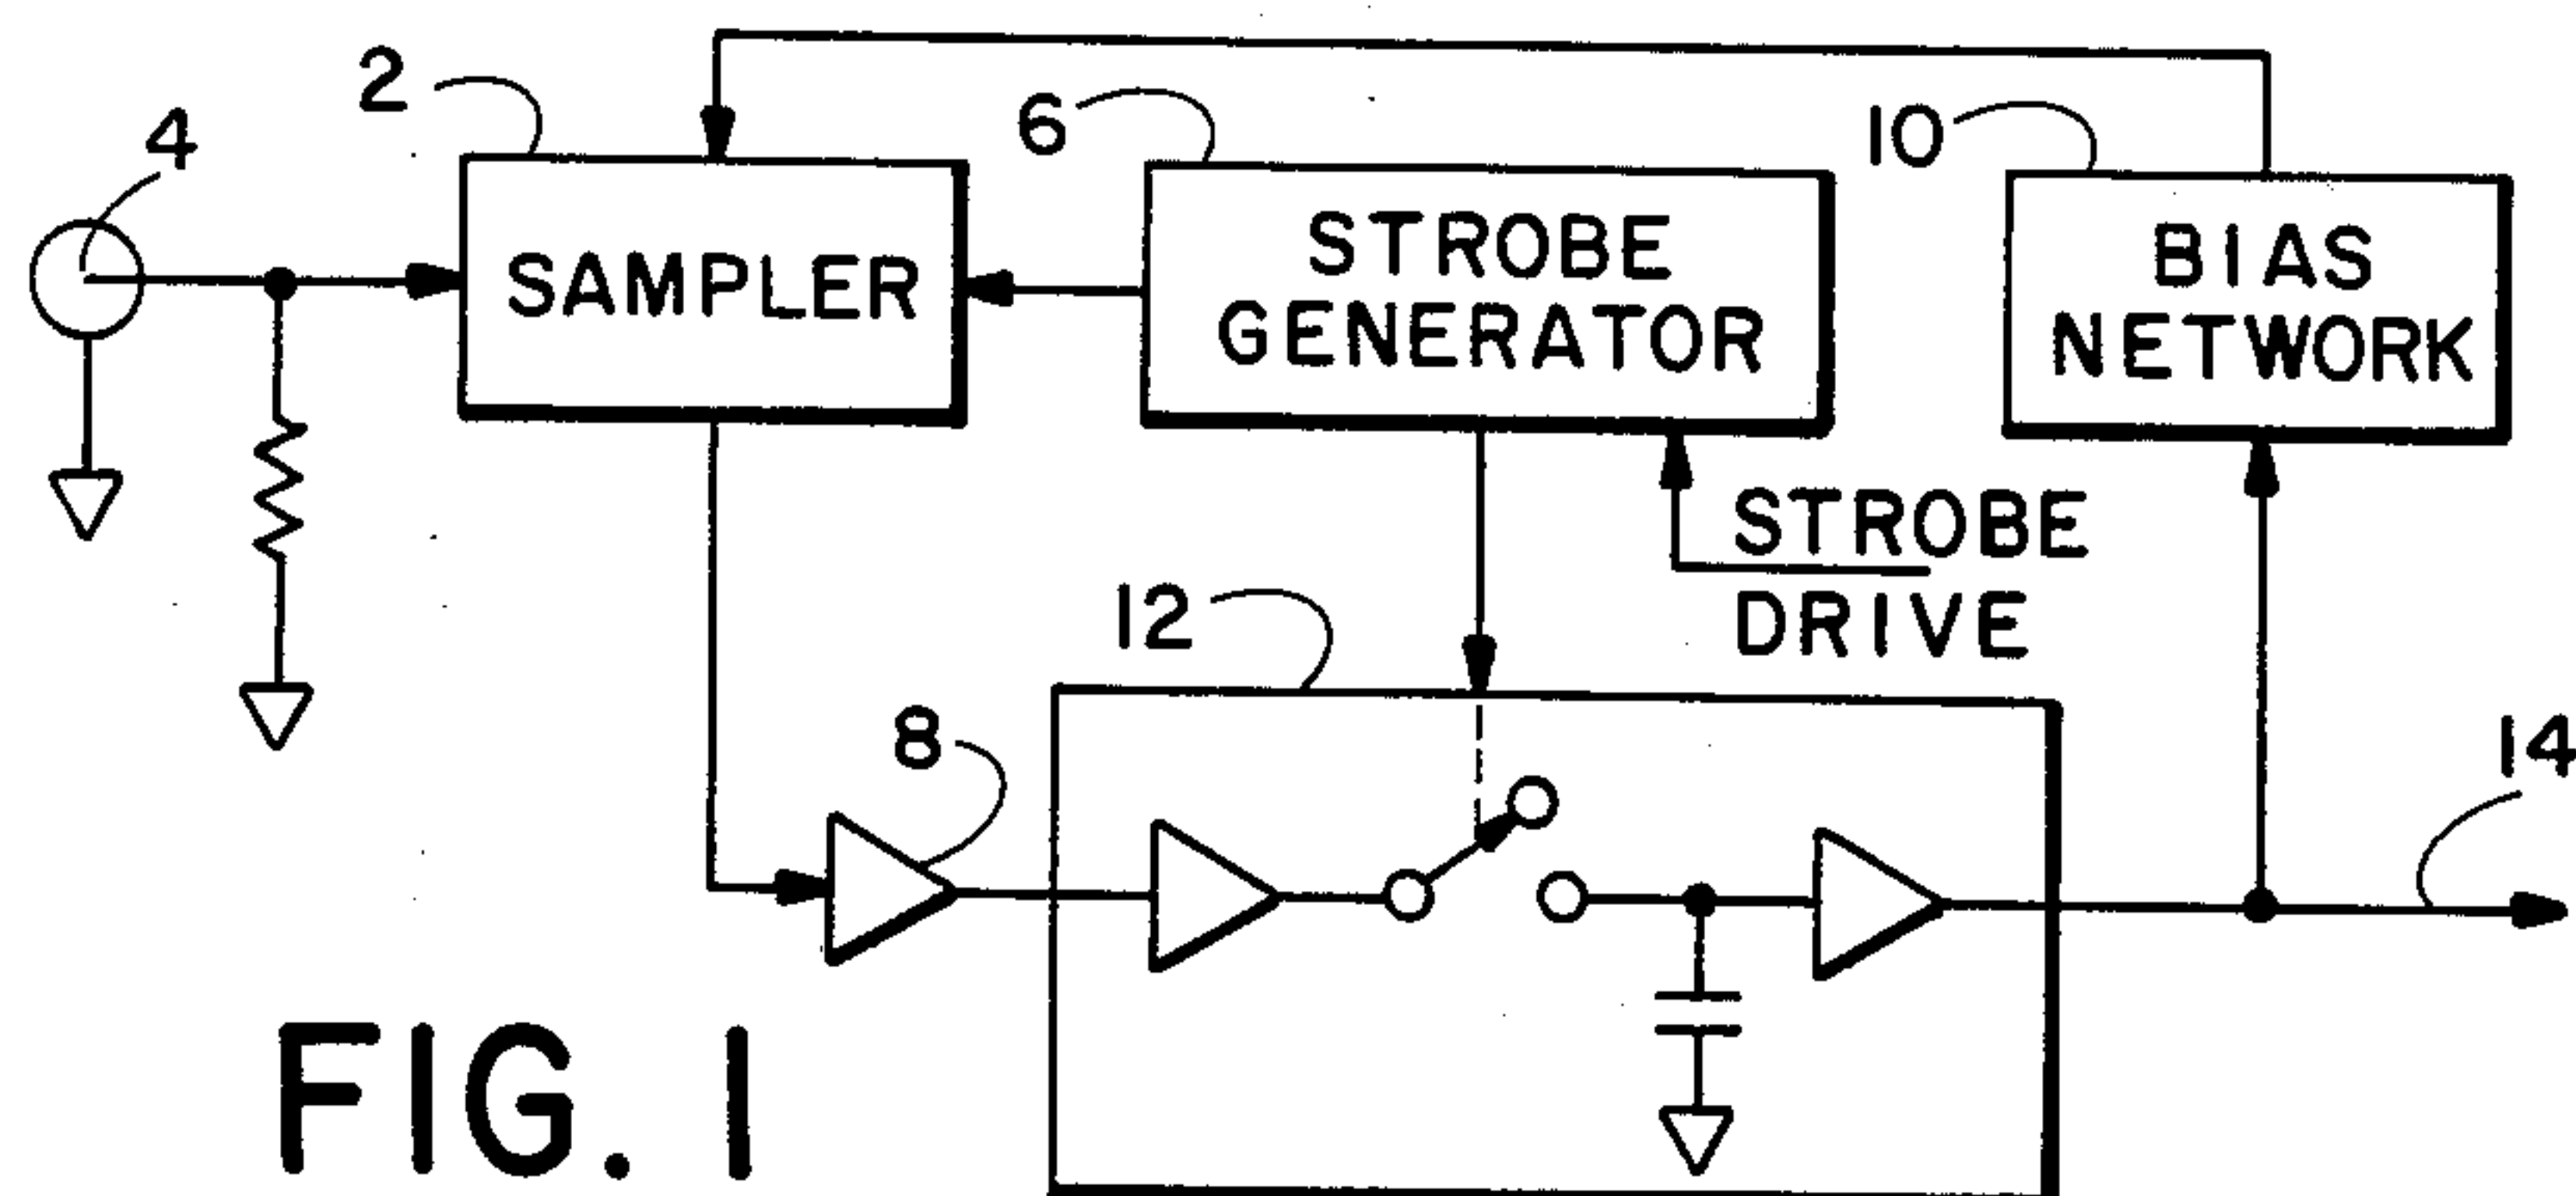 2
4
6
10
SAMPLER
STROBE
GENERATOR
BIAS
NETWORK
STROBE
DRIVE
12
8
14
FIG. 1